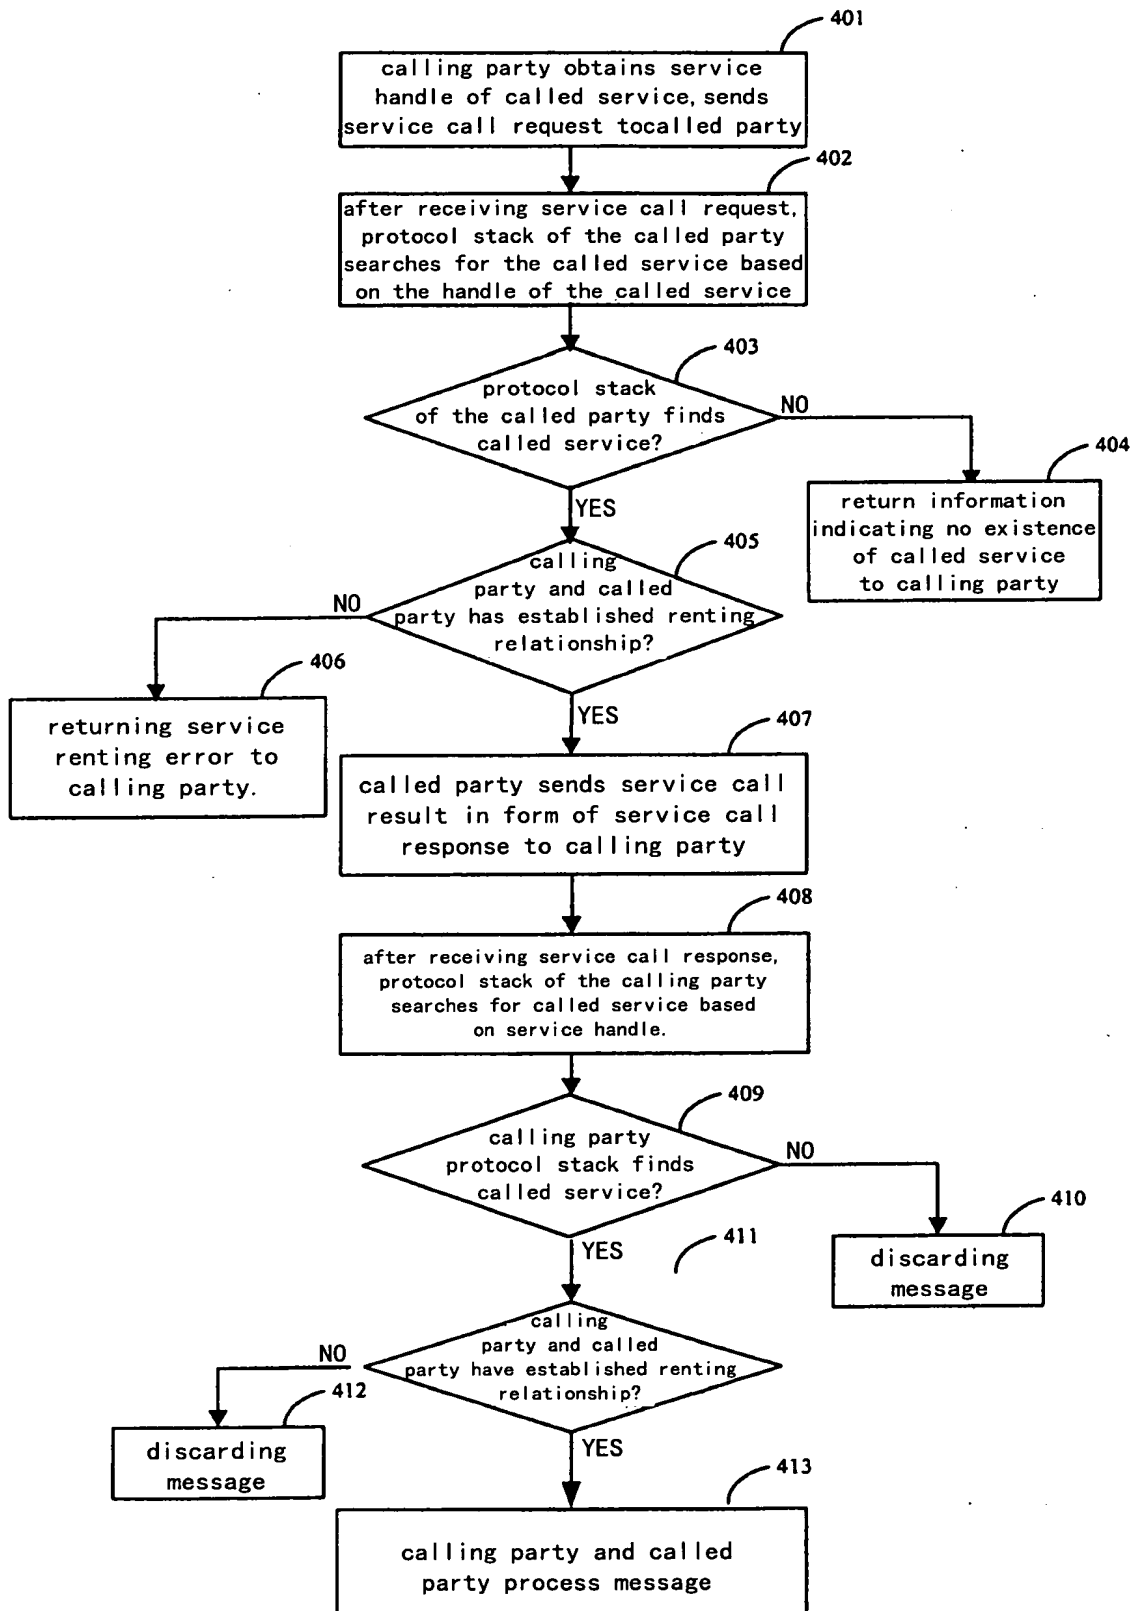 401
calling party obtains service
handle of called service, sends
service call request tocalled party
402
after receiving service call request,
protocol stack of the called party
searches for the called service based
on the handle of the called service
403
protocol stack
of the called party finds
called service?
NO
404
return information
indicating no existence
of called service
to calling party
YES
405
calling
party and called
party has established renting
relationship?
NO
406
returning service
renting error to
calling party.
YES
407
called party sends service call
result in form of service call
response to calling party
408
after receiving service call response,
protocol stack of the calling party
searches for called service based
on service handle.
409
calling party
protocol stack finds
called service?
NO
410
discarding
message
YES
411
calling
party and called
party have established renting
relationship?
NO
412
discarding
message
YES
413
calling party and called
party process message